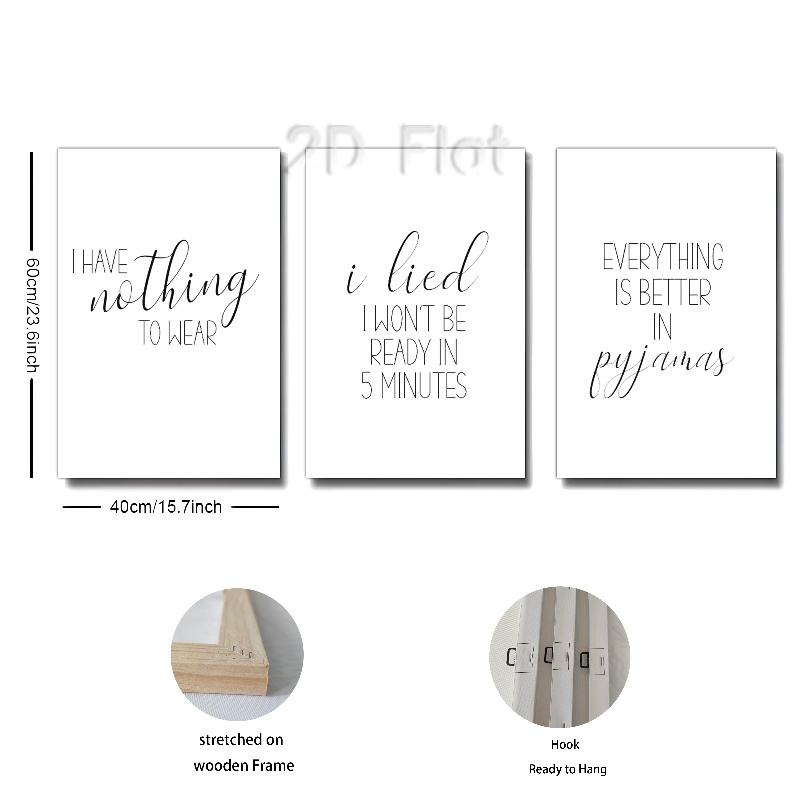 2D Flat
60cm/23.6inch
I HAVE
nothing
TO WEAR
i lied
I WON'T BE
READY IN
5 MINUTES
EVERYTHING
IS BETTER
IN
pyjamas
40cm/15.7inch
stretched on
wooden Frame
Hook
Ready to Hang